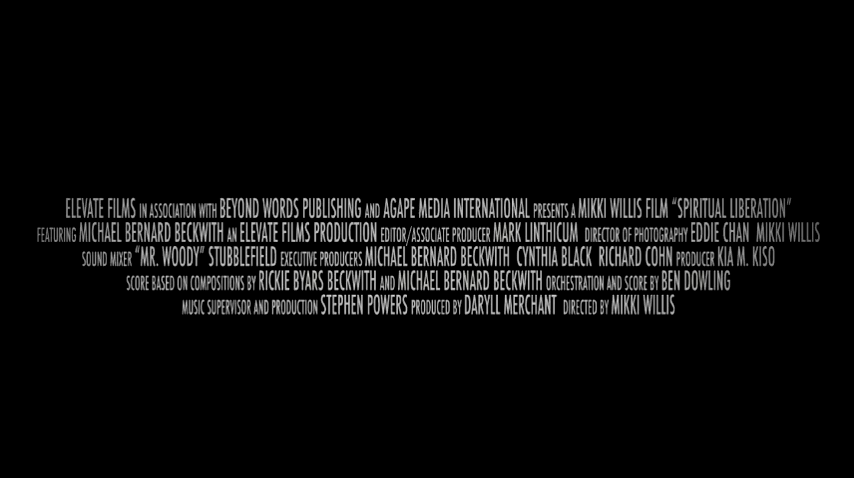 ELEVATE FILMS IN ASSOCIATION WITH BEYOND WORDS PUBLISHING AND AGAPE MEDIA INTERNATIONAL PRESENTS A MIKKI WILLIS FILM “SPIRITUAL LIBERATION”
FEATURING MICHAEL BERNARD BECKWITH AN ELEVATE FILMS PRODUCTION EDITOR/ASSOCIATE PRODUCER MARK LINTHICUM DIRECTOR OF PHOTOGRAPHY EDDIE CHAN MIKKI WILLIS
SOUND MIXER “MR. WOODY” STUBBLEFIELD EXECUTIVE PRODUCERS MICHAEL BERNARD BECKWITH CYNTHIA BLACK RICHARD COHN PRODUCER KIA M. KISO
SCORE BASED ON COMPOSITIONS BY RICKIE BYARS BECKWITH AND MICHAEL BERNARD BECKWITH ORCHESTRATION AND SCORE BY BEN DOWLING
MUSIC SUPERVISOR AND PRODUCTION STEPHEN POWERS PRODUCED BY DARYLL MERCHANT DIRECTED BY MIKKI WILLIS